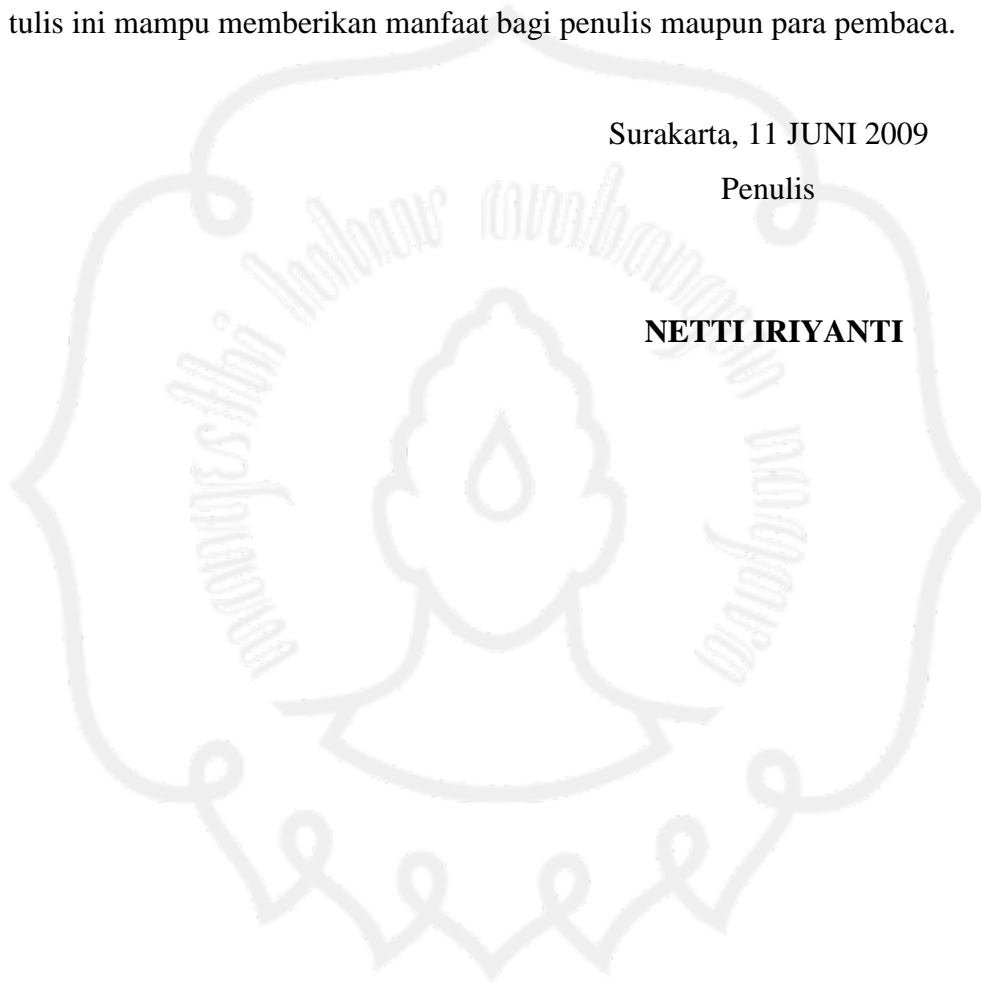 tulis ini mampu memberikan manfaat bagi penulis maupun para pembaca.
Surakarta, 11 JUNI 2009
Penulis
NETTI IRIYANTI